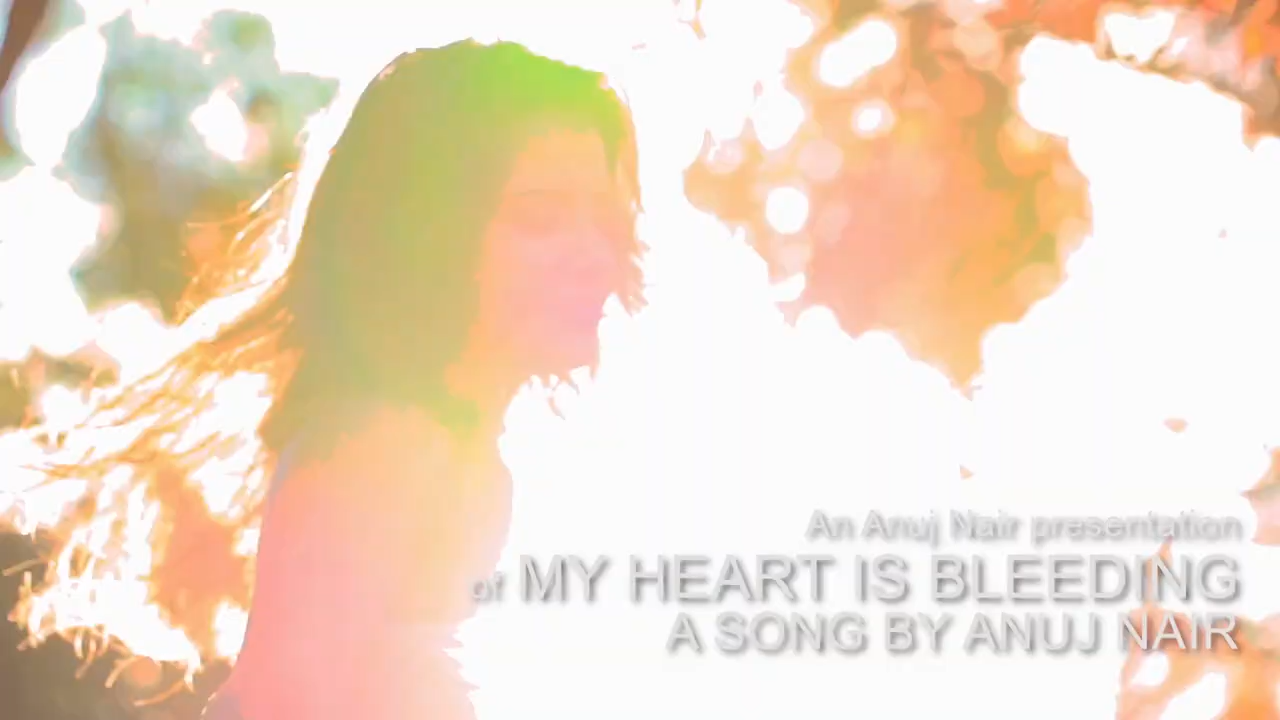 An Anuj Nair presentation
of MY HEART IS BLEEDING
A SONG BY ANUJ NAIR